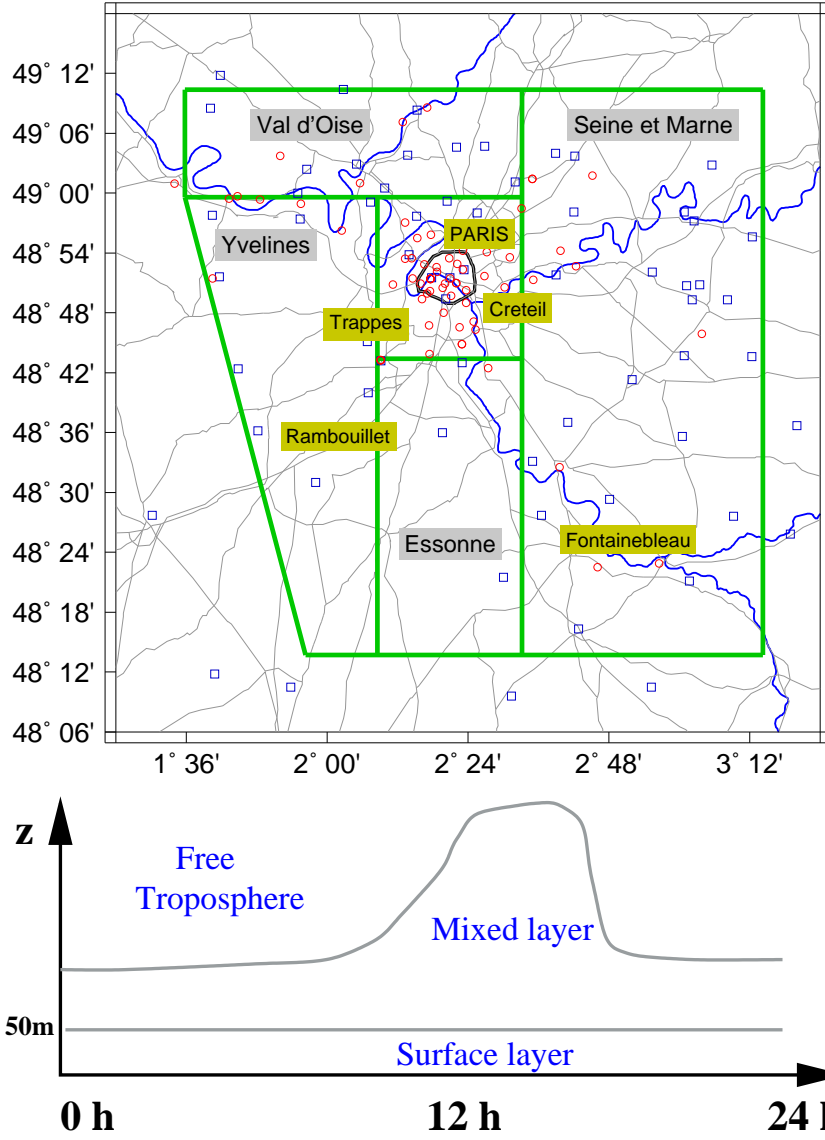 49° 12'
49° 06'
49° 00'
48° 54'
48° 48'
48° 42'
48° 36'
48° 30'
48° 24'
48° 18'
48° 12'
48° 06'
Val d'Oise
Seine et Marne
Yvelines
PARIS
Trappes
Creteil
Rambouillet
Essonne
Fontainebleau
1° 36'
2° 00'
2° 24'
2° 48'
3° 12'
z
Free
Troposphere
Mixed layer
50m
Surface layer
0 h
12 h
24 h